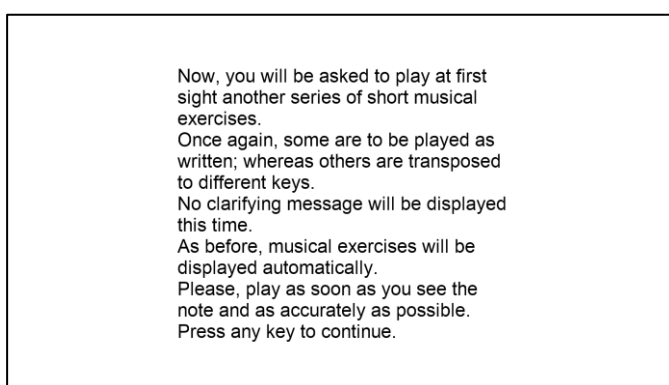 Now, you will be asked to play at first
sight another series of short musical
exercises.
Once again, some are to be played as
written; whereas others are transposed
to different keys.
No clarifying message will be displayed
this time.
As before, musical exercises will be
displayed automatically.
Please, play as soon as you see the
note and as accurately as possible.
Press any key to continue.